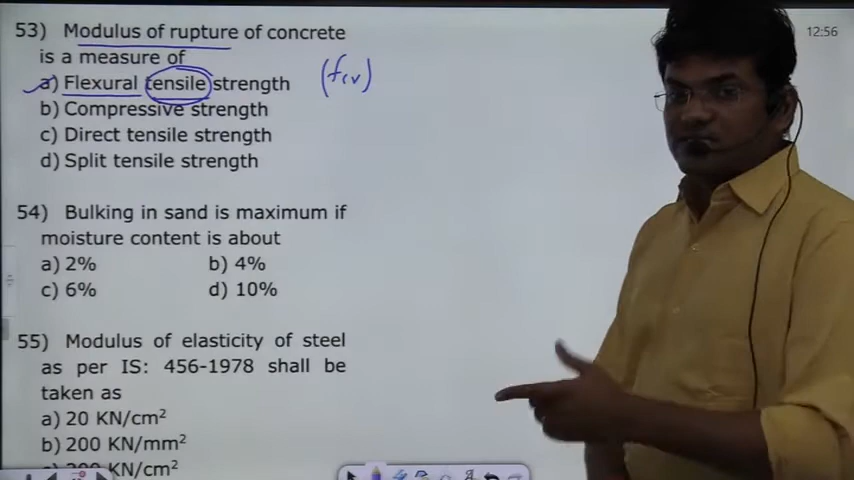 53) Modulus of rupture of concrete
is a measure of
a) Flexural tensile strength (fcr)
b) Compressive strength
c) Direct tensile strength
d) Split tensile strength
54) Bulking in sand is maximum if
moisture content is about
a) 2% b) 4%
c) 6% d) 10%
55) Modulus of elasticity of steel
as per IS: 456-1978 shall be
taken as
a) 20 KN/cm²
b) 200 KN/mm²
KN/cm²
12:56